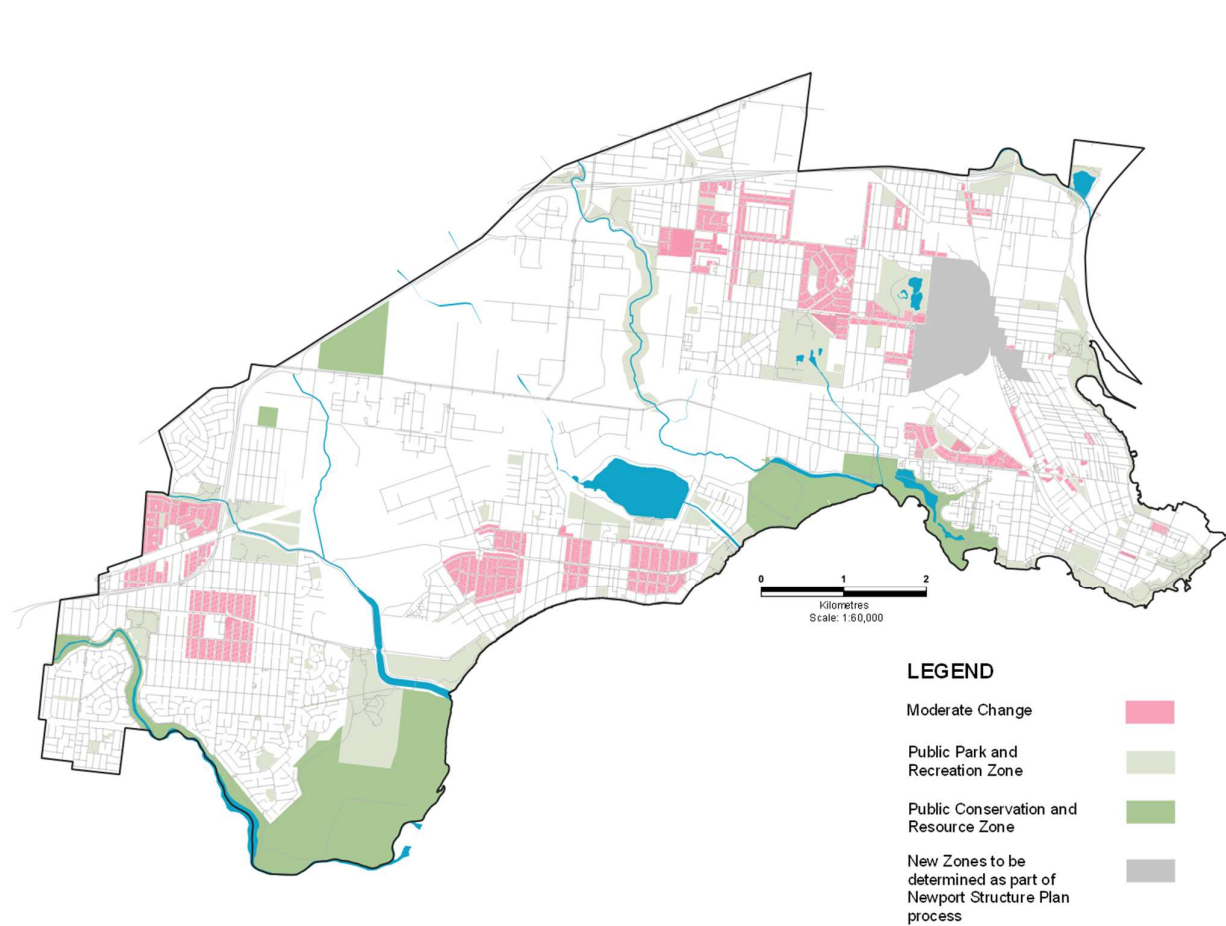 0 1 2
Kilometres
Scale: 1:60,000
LEGEND
Moderate Change
Public Park and
Recreation Zone
Public Conservation and
Resource Zone
New Zones to be
determined as part of
Newport Structure Plan
process